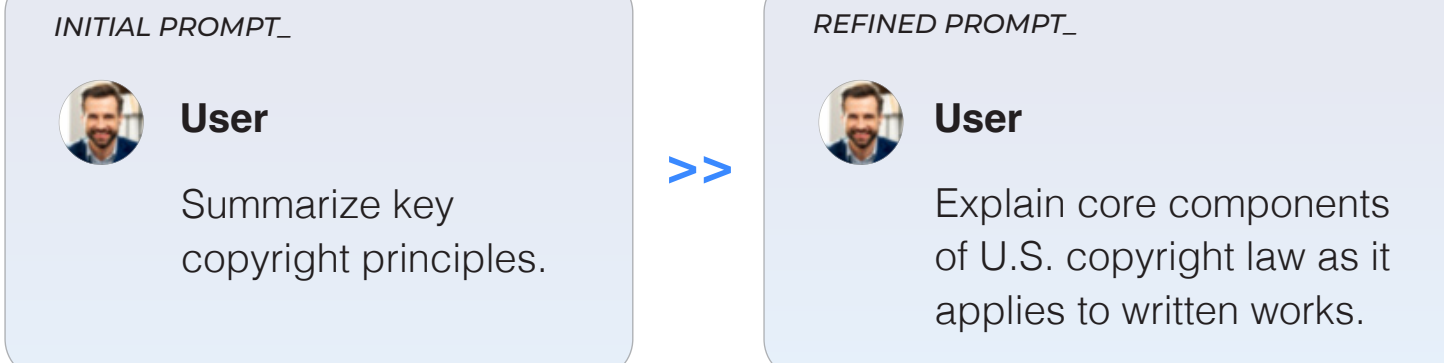 INITIAL PROMPT_
User
Summarize key
copyright principles.
>>
REFINED PROMPT_
User
Explain core components
of U.S. copyright law as it
applies to written works.